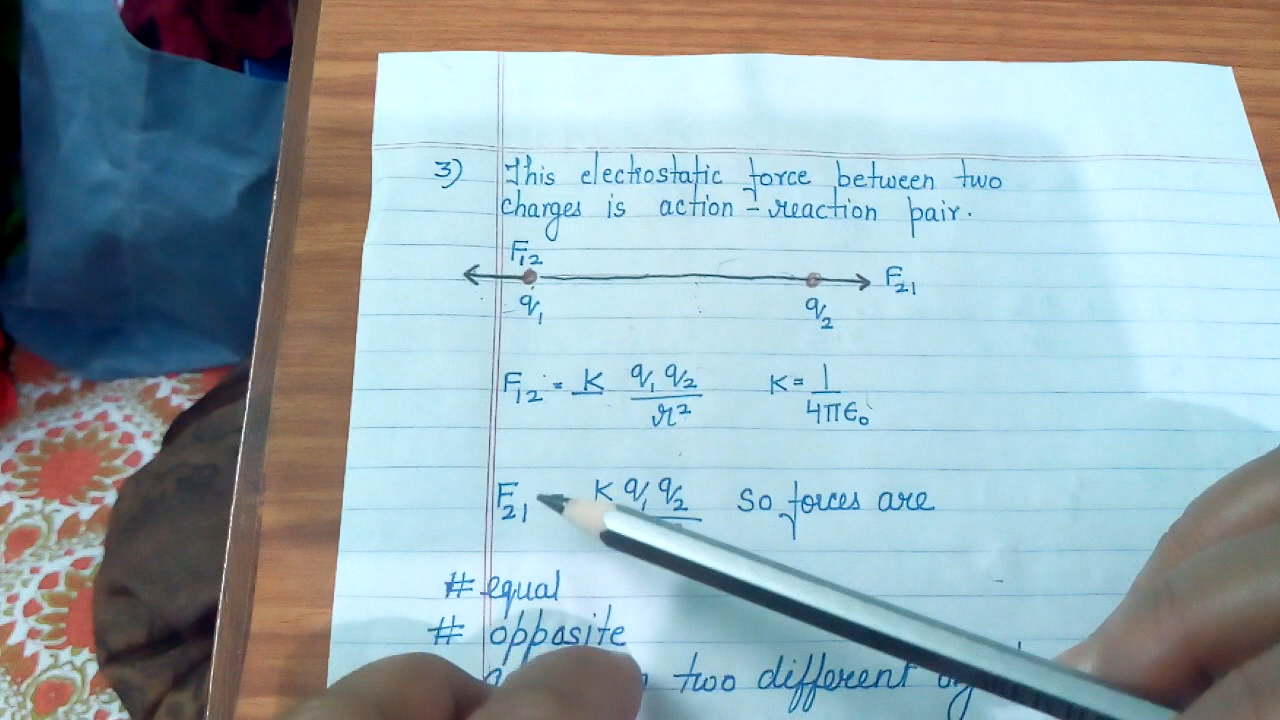 3) This electrostatic force between two
charges is action-reaction pair.
F12
F21
q1
q2
F12 = K q1 q2 / r² K = 1 / 4πε0
F21 K q1 q2 So forces are
# equal
# opposite
two different